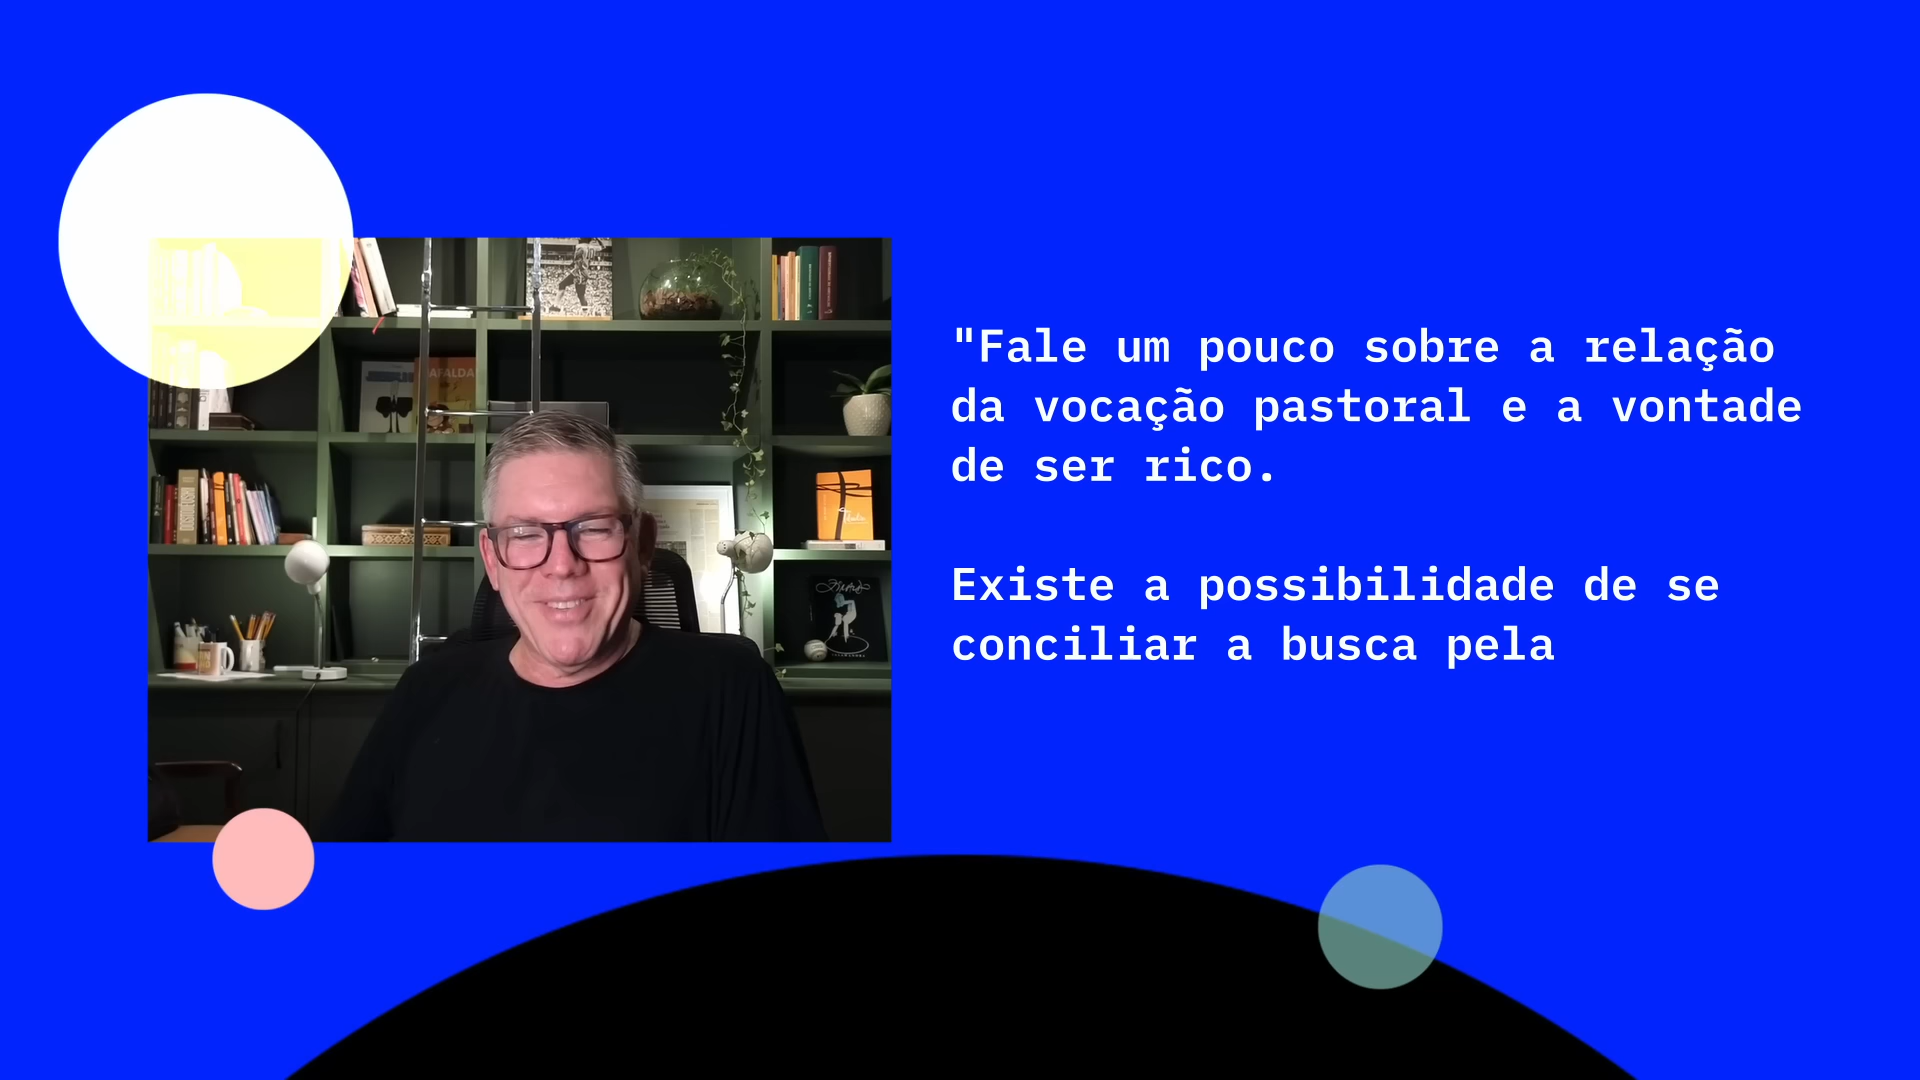 "Fale um pouco sobre a relação
da vocação pastoral e a vontade
de ser rico.
Existe a possibilidade de se
conciliar a busca pela
AFALDA